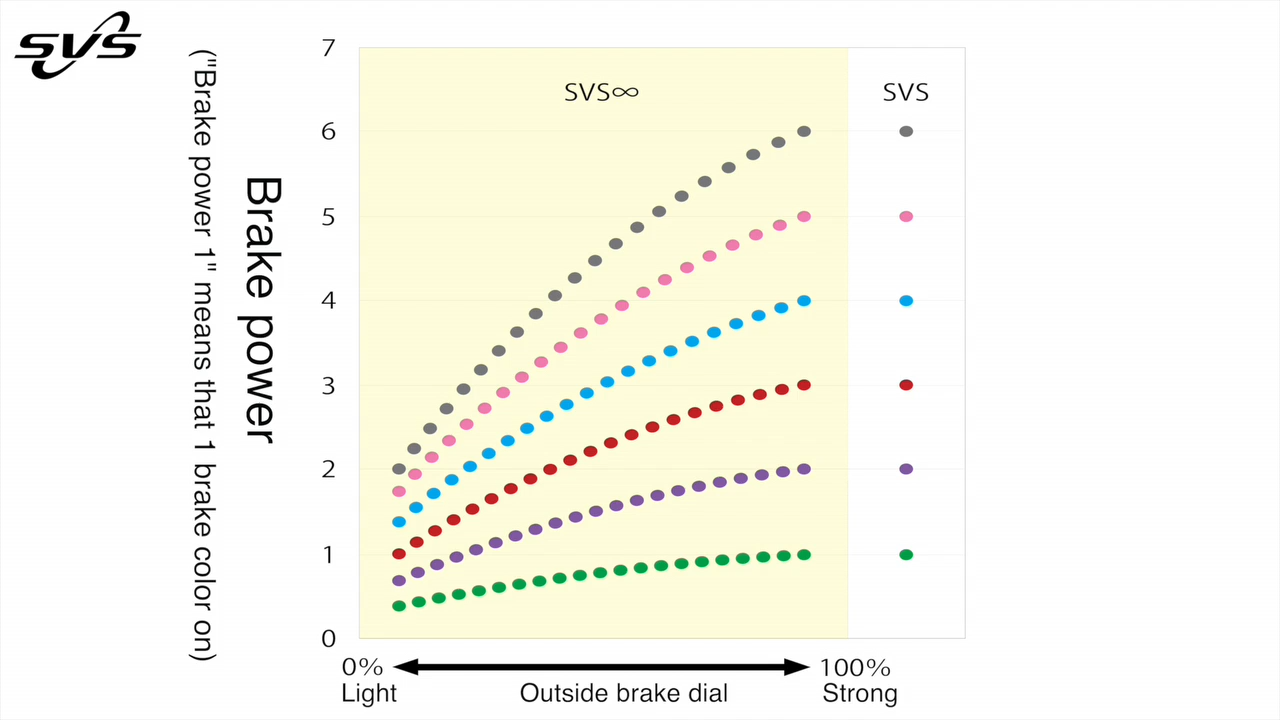 SVS
("Brake power 1" means that 1 brake color on)
Brake power
7
6
5
4
3
2
1
0
SVS∞
SVS
0%
100%
Light
Outside brake dial
Strong